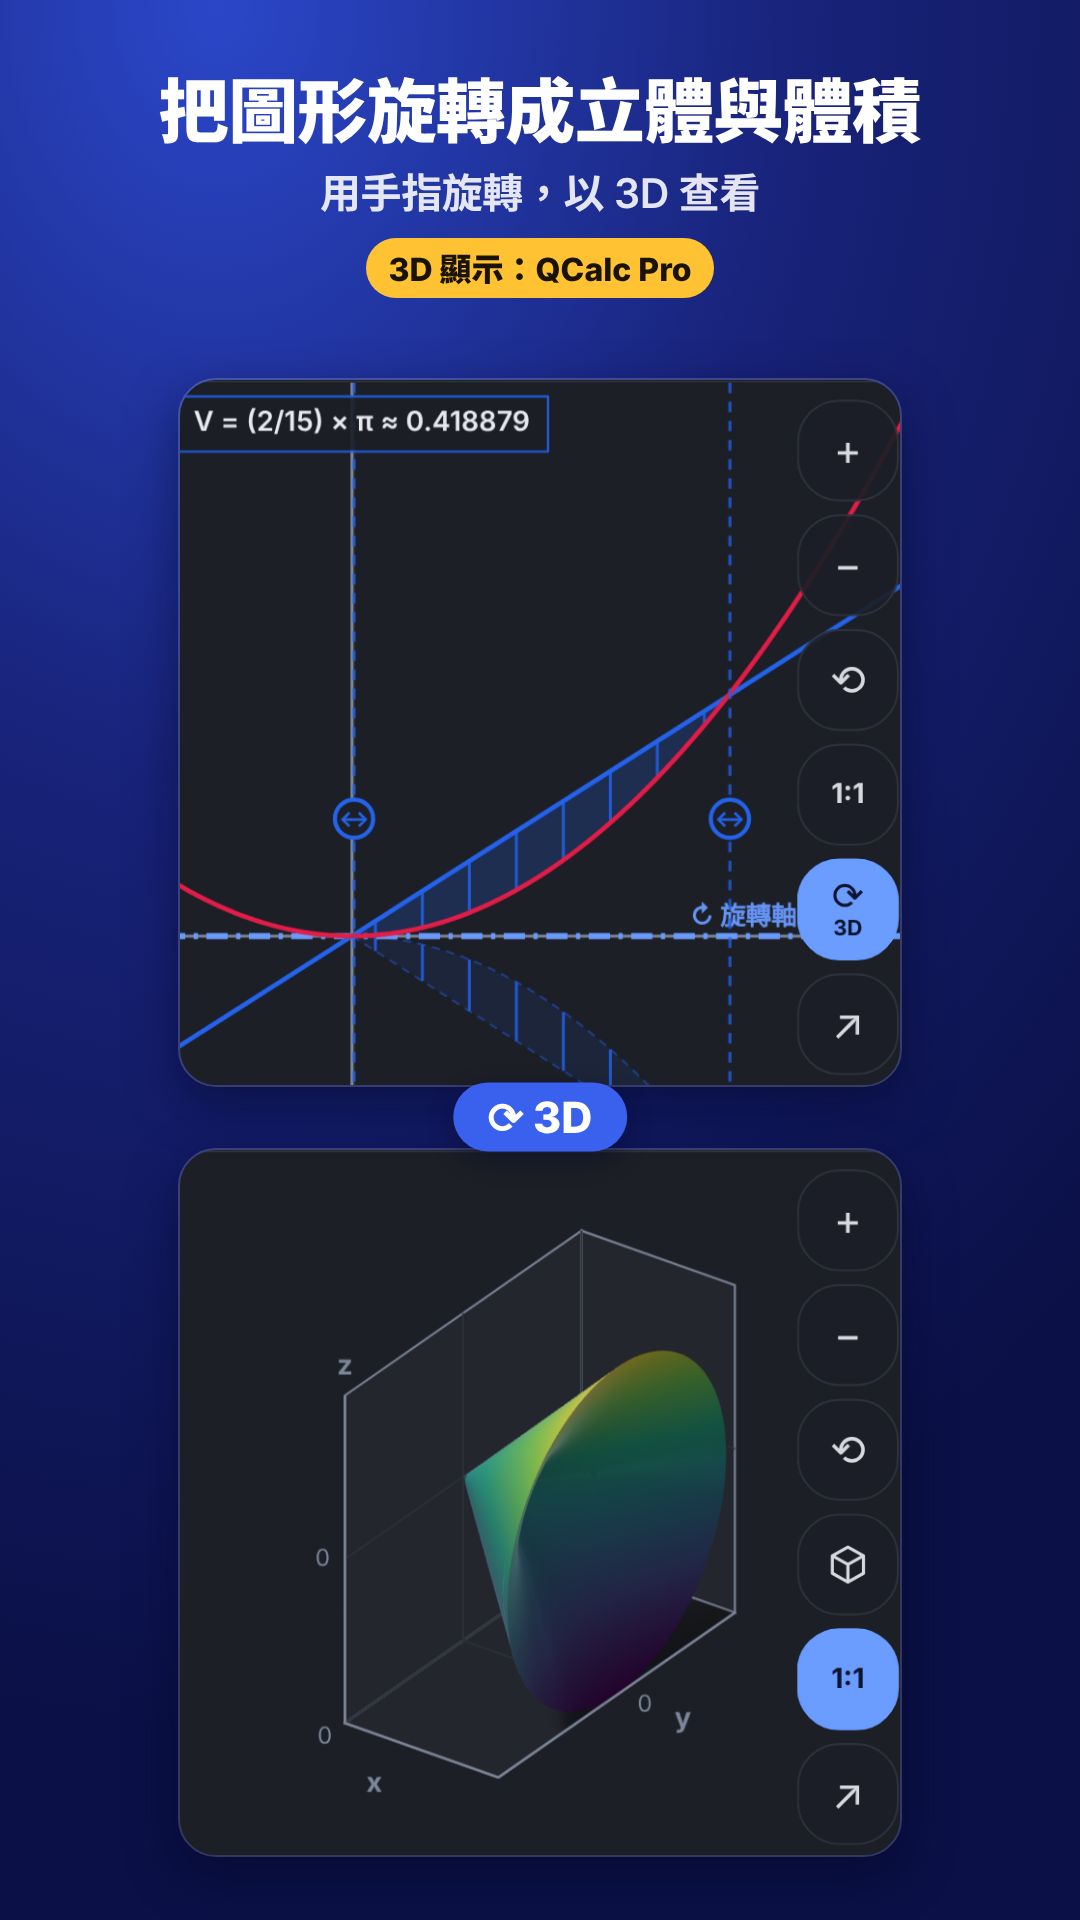 把圖形旋轉成立體與體積
用手指旋轉，以 3D 查看
3D 顯示：QCalc Pro
V = (2/15) × π ≈ 0.418879
+
−
⟲
1:1
↻ 旋轉軸
⟳
3D
↗
⟳ 3D
+
−
⟲
z
0
1:1
0
y
0
x
↗